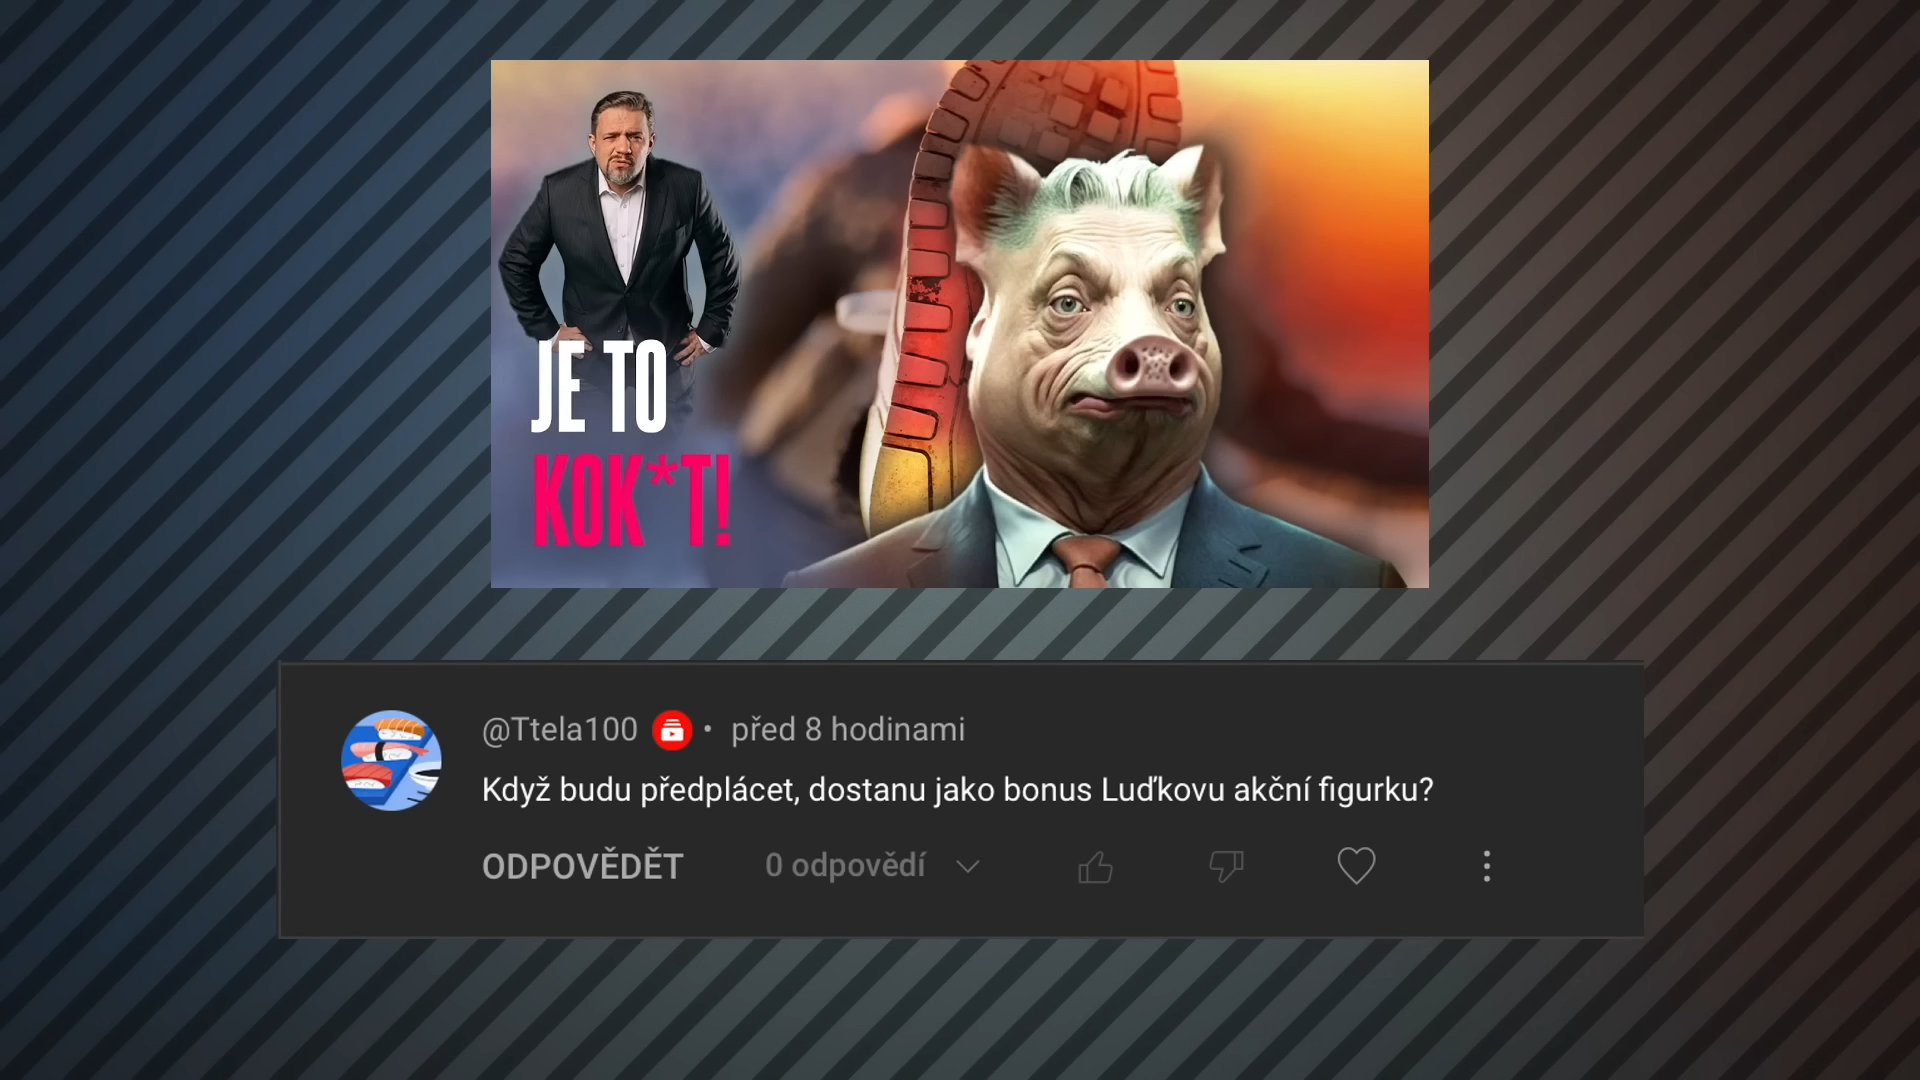 JE TO
KOK*T!
@Ttela100 • před 8 hodinami
Když budu předplácet, dostanu jako bonus Luďkovu akční figurku?
ODPOVĚDĚT 0 odpovědí